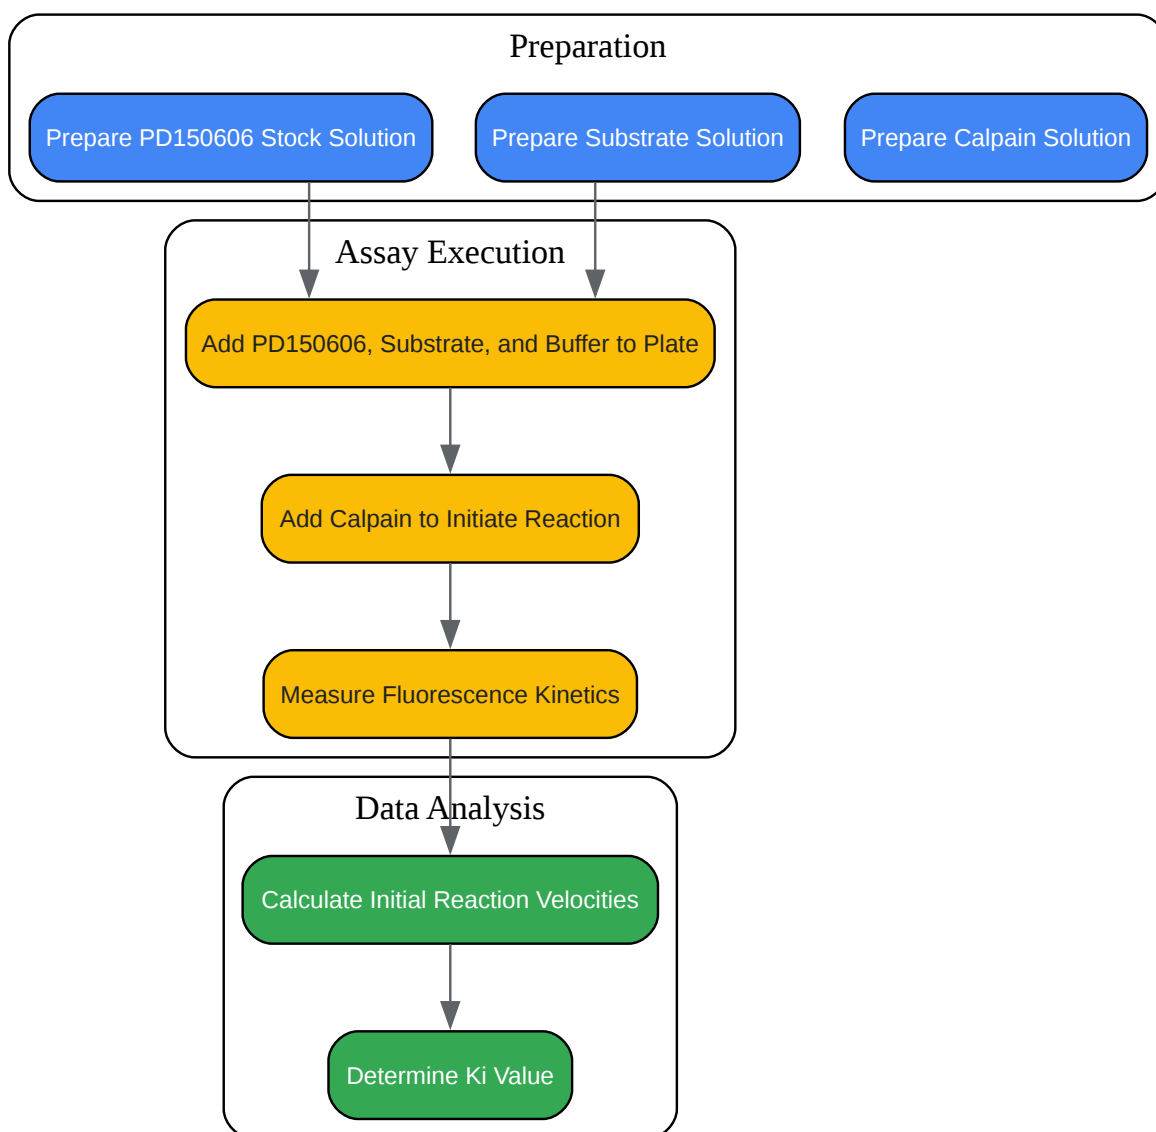 Preparation
Prepare PD150606 Stock Solution
Prepare Substrate Solution
Prepare Calpain Solution
Assay Execution
Add PD150606, Substrate, and Buffer to Plate
Add Calpain to Initiate Reaction
Measure Fluorescence Kinetics
Data Analysis
Calculate Initial Reaction Velocities
Determine Ki Value